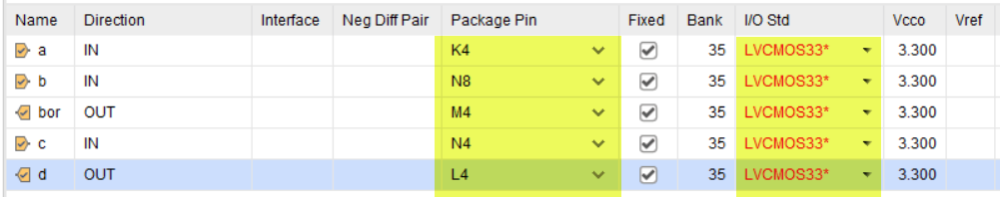 Name Direction Interface Neg Diff Pair Package Pin Fixed Bank I/O Std Vcco Vref
a IN K4 35 LVCMOS33* 3.300
b IN N8 35 LVCMOS33* 3.300
bor OUT M4 35 LVCMOS33* 3.300
c IN N4 35 LVCMOS33* 3.300
d OUT L4 35 LVCMOS33* 3.300